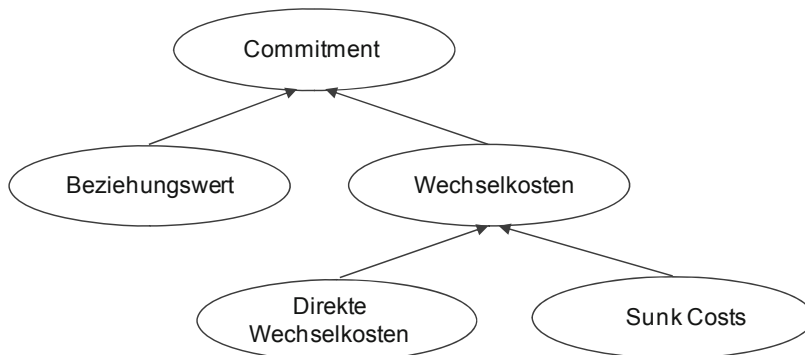 Commitment
Beziehungswert
Wechselkosten
Direkte
Wechselkosten
Sunk Costs